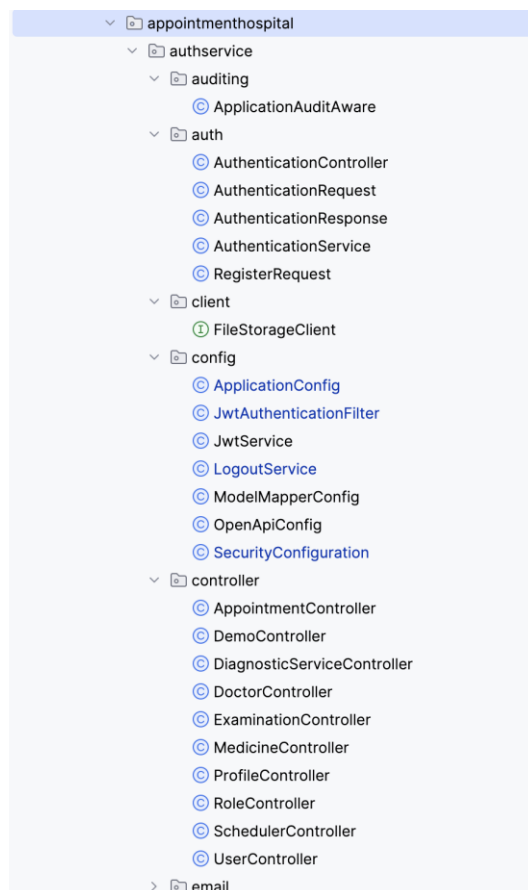 appointmenthospital
authservice
auditing
ApplicationAuditAware
auth
AuthenticationController
AuthenticationRequest
AuthenticationResponse
AuthenticationService
RegisterRequest
client
FileStorageClient
config
ApplicationConfig
JwtAuthenticationFilter
JwtService
LogoutService
ModelMapperConfig
OpenApiConfig
SecurityConfiguration
controller
AppointmentController
DemoController
DiagnosticServiceController
DoctorController
ExaminationController
MedicineController
ProfileController
RoleController
SchedulerController
UserController
email